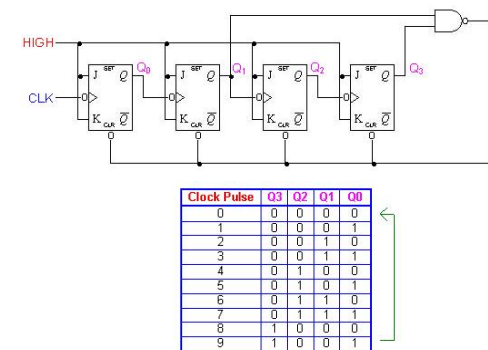 HIGH
CLK
J SET Q
K CLR Q
Q0
J SET Q
K CLR Q
Q1
J SET Q
K CLR Q
Q2
J SET Q
K CLR Q
Q3
Clock Pulse Q3 Q2 Q1 Q0
0 0 0 0 0
1 0 0 0 1
2 0 0 1 0
3 0 0 1 1
4 0 1 0 0
5 0 1 0 1
6 0 1 1 0
7 0 1 1 1
8 1 0 0 0
9 1 0 0 1